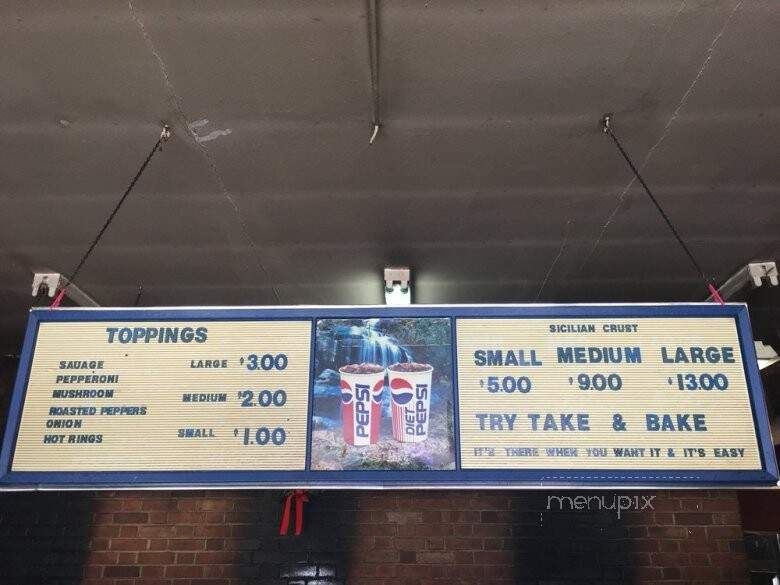 TOPPINGS
SAUAGE
PEPPERONI
MUSHROOM
ROASTED PEPPERS
ONION
HOT RINGS
LARGE $3.00
MEDIUM $2.00
SMALL $1.00
PEPSI
DIET PEPSI
SICILIAN CRUST
SMALL MEDIUM LARGE
$5.00 $9.00 $13.00
TRY TAKE & BAKE
IT'S THERE WHEN YOU WANT IT & IT'S EASY
menupix